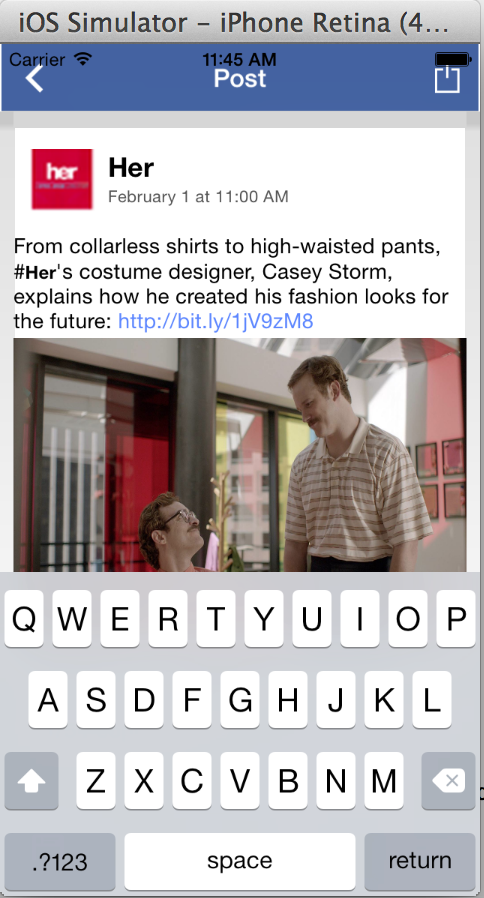 iOS Simulator – iPhone Retina (4...
Carrier 11:45 AM
Post
her
Her
February 1 at 11:00 AM
From collarless shirts to high-waisted pants,
#Her's costume designer, Casey Storm,
explains how he created his fashion looks for
the future: http://bit.ly/1jV9zM8
Q W E R T Y U I O P
A S D F G H J K L
Z X C V B N M
.?123 space return